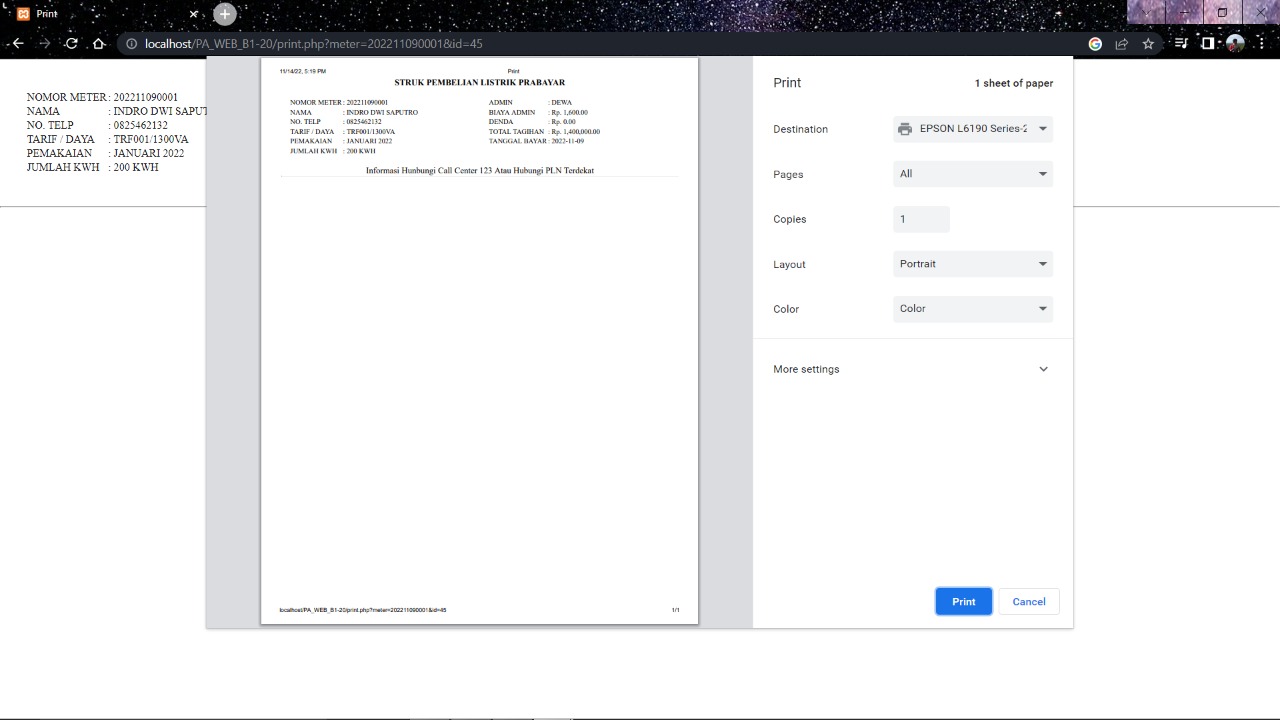 Print
localhost/PA_WEB_B1-20/print.php?meter=202211090001&id=45
NOMOR METER : 202211090001
NAMA : INDRO DWI SAPUT
NO. TELP : 0825462132
TARIF / DAYA : TRF001/1300VA
PEMAKAIAN : JANUARI 2022
JUMLAH KWH : 200 KWH
11/14/22, 5:19 PM Print
STRUK PEMBELIAN LISTRIK PRABAYAR
NOMOR METER : 202211090001 ADMIN : DEWA
NAMA : INDRO DWI SAPUTRO BIAYA ADMIN : Rp. 1,600.00
NO. TELP : 0825462132 DENDA : Rp. 0.00
TARIF / DAYA : TRF001/1300VA TOTAL TAGIHAN : Rp. 1,400,000.00
PEMAKAIAN : JANUARI 2022 TANGGAL BAYAR : 2022-11-09
JUMLAH KWH : 200 KWH
Informasi Hunbungi Call Center 123 Atau Hubungi PLN Terdekat
localhost/PA_WEB_B1-20/print.php?meter=202211090001&id=45 1/1
Print 1 sheet of paper
Destination EPSON L6190 Series-2
Pages All
Copies 1
Layout Portrait
Color Color
More settings
Print Cancel